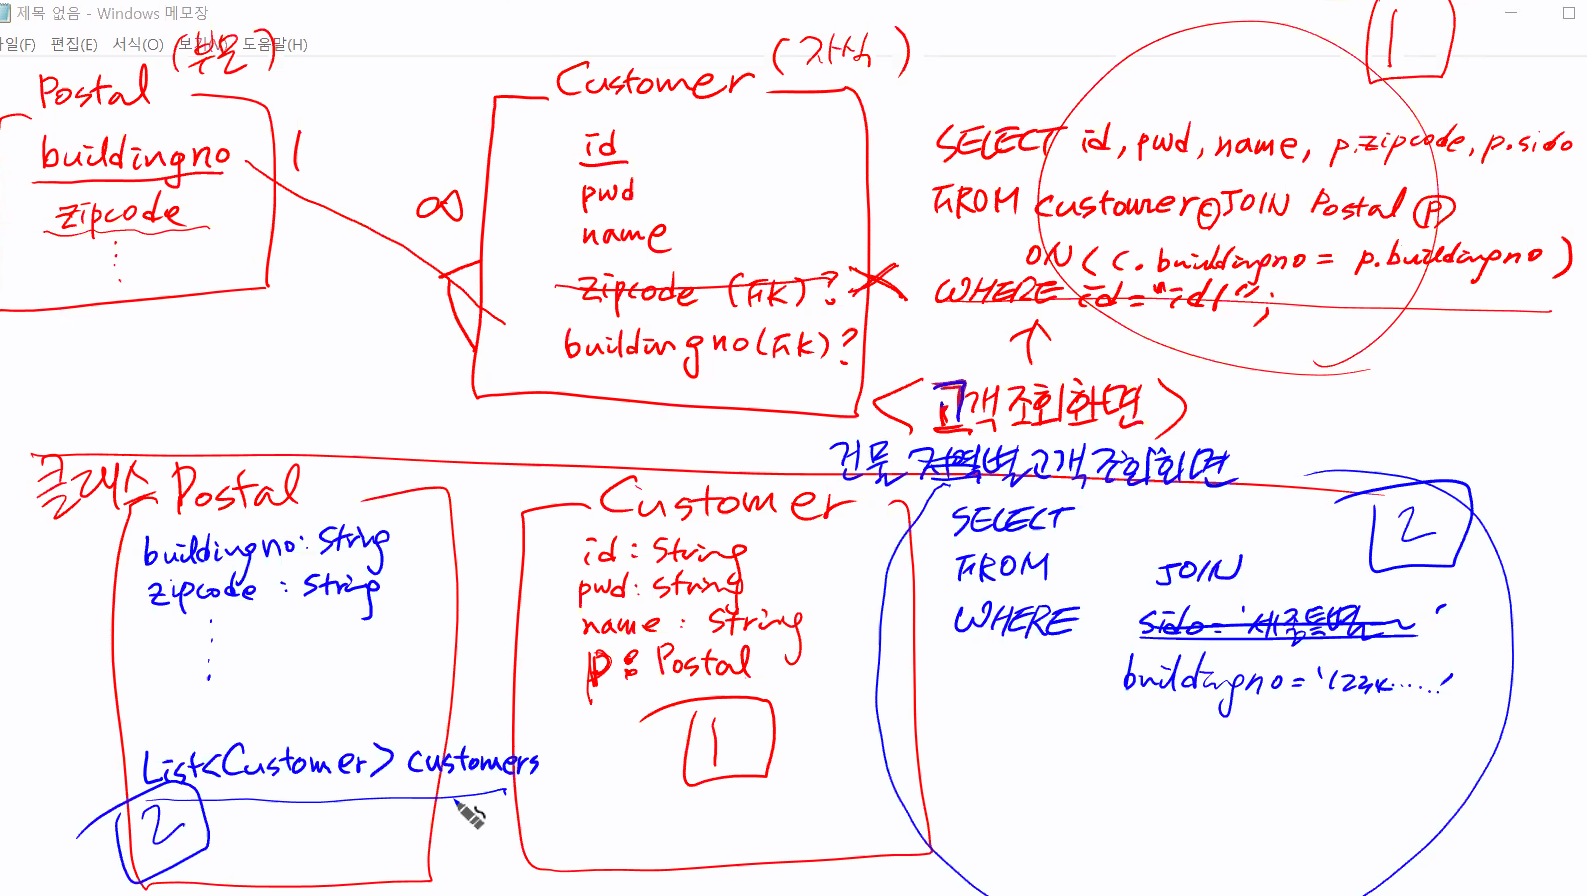 제목 없음 - Windows 메모장
파일(F) 편집(E) 서식(O) 보기(V) 도움말(H)
1
Postal (부모)
buildingno
zipcode
1
∞
Customer (자식)
id
pwd
name
zipcode (FK)?
buildingno(FK)?
SELECT id, pwd, name, p.zipcode, p.sido
FROM customer c JOIN Postal p
ON (c.buildingno = p.buildingno)
WHERE id="id1";
<고객조회화면>
건물 지역별고객조회화면
클래스 Postal
buildingno: String
zipcode : String
List<Customer> customers
2
Customer
id : String
pwd: String
name : String
p : Postal
1
2
SELECT
FROM JOIN
WHERE sido='세종특별
buildingno='123